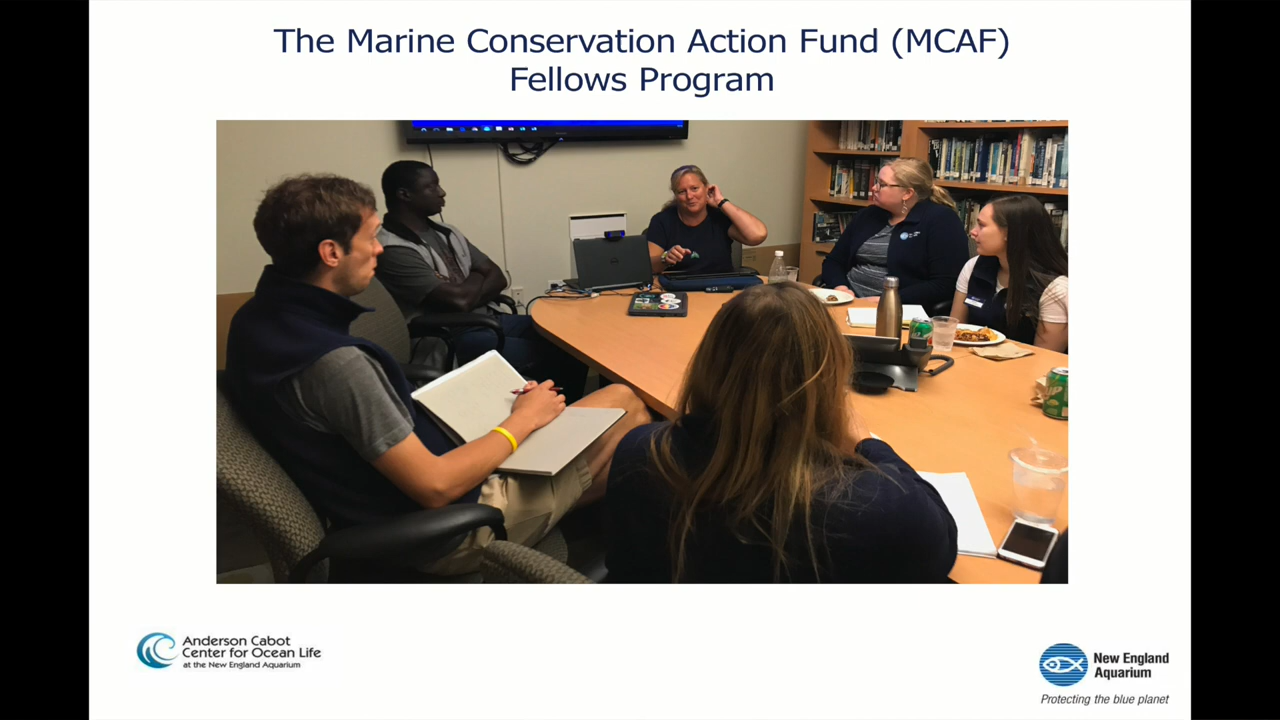 The Marine Conservation Action Fund (MCAF)
Fellows Program
Anderson Cabot
Center for Ocean Life
at the New England Aquarium
New England
Aquarium
Protecting the blue planet